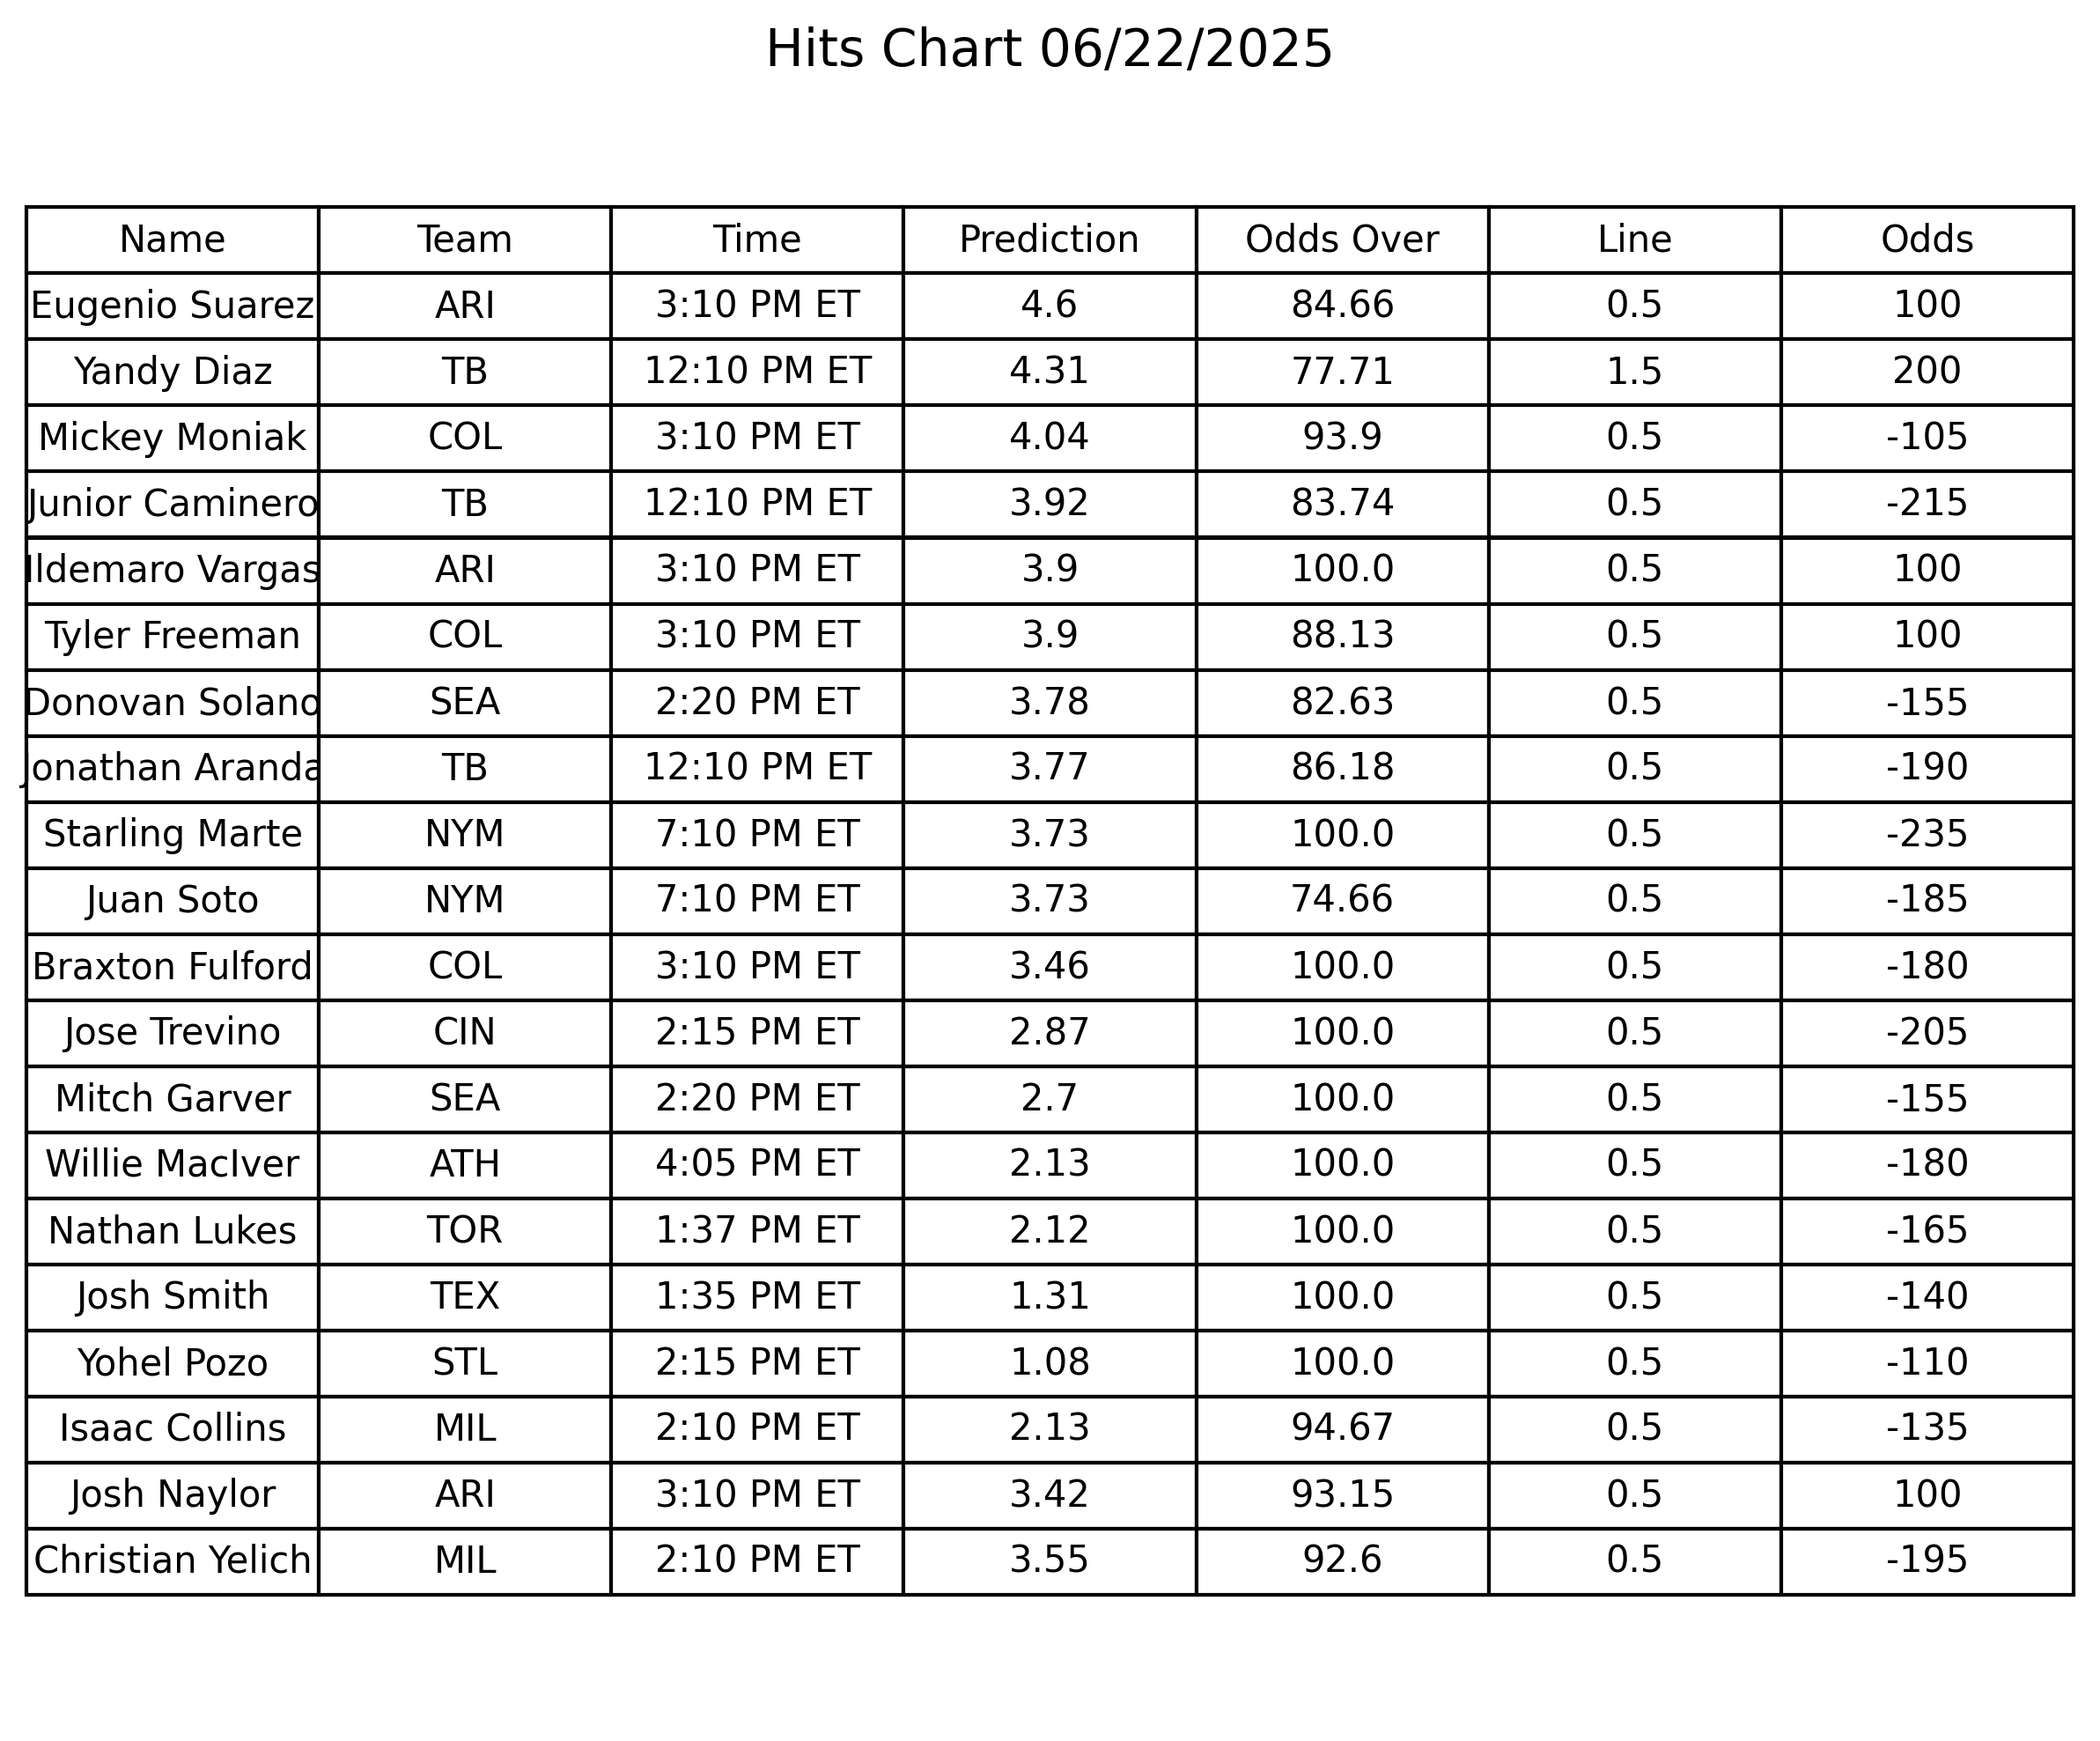 Hits Chart 06/22/2025
Name Team Time Prediction Odds Over Line Odds
Eugenio Suarez ARI 3:10 PM ET 4.6 84.66 0.5 100
Yandy Diaz TB 12:10 PM ET 4.31 77.71 1.5 200
Mickey Moniak COL 3:10 PM ET 4.04 93.9 0.5 -105
Junior Caminero TB 12:10 PM ET 3.92 83.74 0.5 -215
Ildemaro Vargas ARI 3:10 PM ET 3.9 100.0 0.5 100
Tyler Freeman COL 3:10 PM ET 3.9 88.13 0.5 100
Donovan Solano SEA 2:20 PM ET 3.78 82.63 0.5 -155
Jonathan Aranda TB 12:10 PM ET 3.77 86.18 0.5 -190
Starling Marte NYM 7:10 PM ET 3.73 100.0 0.5 -235
Juan Soto NYM 7:10 PM ET 3.73 74.66 0.5 -185
Braxton Fulford COL 3:10 PM ET 3.46 100.0 0.5 -180
Jose Trevino CIN 2:15 PM ET 2.87 100.0 0.5 -205
Mitch Garver SEA 2:20 PM ET 2.7 100.0 0.5 -155
Willie MacIver ATH 4:05 PM ET 2.13 100.0 0.5 -180
Nathan Lukes TOR 1:37 PM ET 2.12 100.0 0.5 -165
Josh Smith TEX 1:35 PM ET 1.31 100.0 0.5 -140
Yohel Pozo STL 2:15 PM ET 1.08 100.0 0.5 -110
Isaac Collins MIL 2:10 PM ET 2.13 94.67 0.5 -135
Josh Naylor ARI 3:10 PM ET 3.42 93.15 0.5 100
Christian Yelich MIL 2:10 PM ET 3.55 92.6 0.5 -195